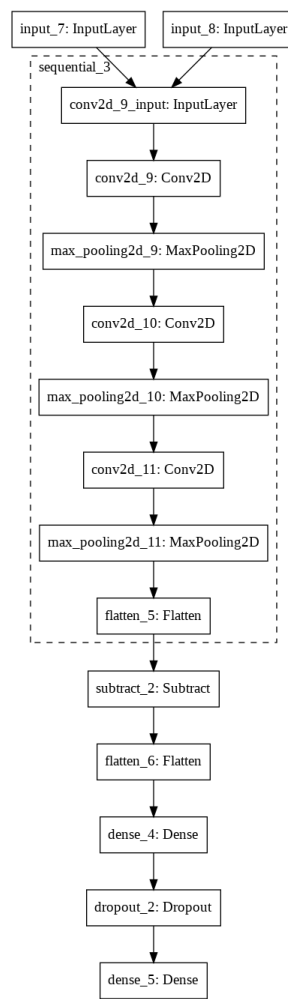 input_7: InputLayer
input_8: InputLayer
sequential_3
conv2d_9_input: InputLayer
conv2d_9: Conv2D
max_pooling2d_9: MaxPooling2D
conv2d_10: Conv2D
max_pooling2d_10: MaxPooling2D
conv2d_11: Conv2D
max_pooling2d_11: MaxPooling2D
flatten_5: Flatten
subtract_2: Subtract
flatten_6: Flatten
dense_4: Dense
dropout_2: Dropout
dense_5: Dense